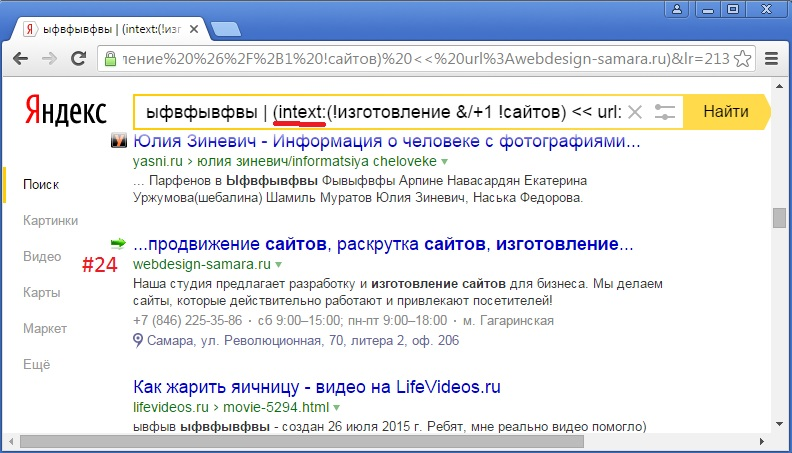 ыфвфывфвы | (intext:(!изг
ление%20%26%2F%2B1%20!сайтов)%20<<%20url%3Awebdesign-samara.ru)&lr=213
Яндекс
ыфвфывфвы | (intext:(!изготовление &/+1 !сайтов) << url:
Найти
Юлия Зиневич - Информация о человеке с фотографиями...
yasni.ru › юлия зиневич/informatsiya cheloveke
... Парфенов в Ыфвфывфвы Фывыфвфы Арпине Навасардян Екатерина
Уржумова(шебалина) Шамиль Муратов Юлия Зиневич, Наська Федорова.
Поиск
Картинки
Видео
Карты
Маркет
Ещё
#24
...продвижение сайтов, раскрутка сайтов, изготовление...
webdesign-samara.ru
Наша студия предлагает разработку и изготовление сайтов для бизнеса. Мы делаем
сайты, которые действительно работают и привлекают посетителей!
+7 (846) 225-35-86 · сб 9:00–15:00; пн-пт 9:00–18:00 · м. Гагаринская
Самара, ул. Революционная, 70, литера 2, оф. 206
Как жарить яичницу - видео на LifeVideos.ru
lifevideos.ru › movie-5294.html
ывфыв ыфвфывфвы - создан 26 июля 2015 г. Ребят, мне реально видео помогло)